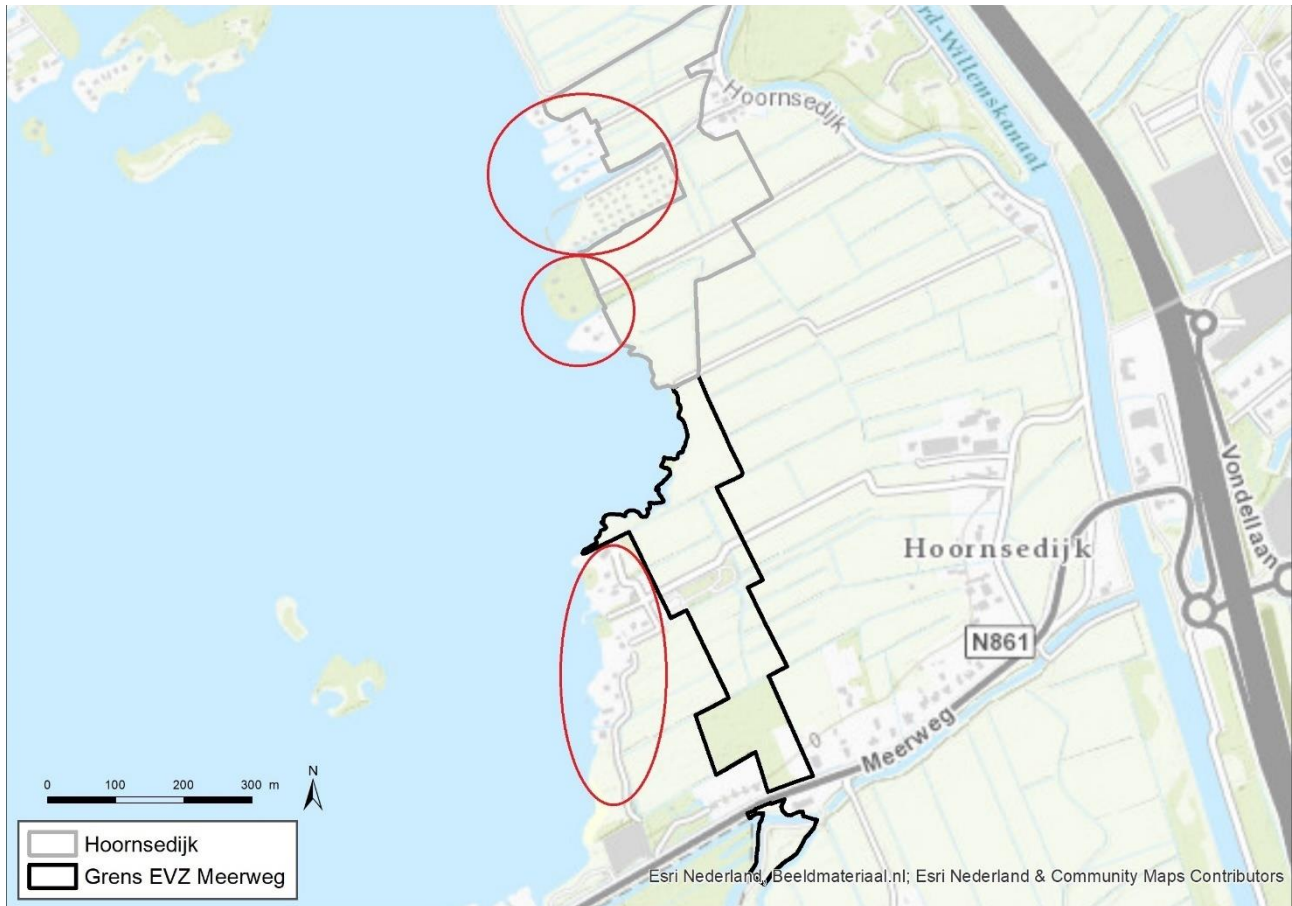 rd-Willemskanaal
Hoornsedijk
Vondellaan
Hoornsedijk
N861
Meerweg
0 100 200 300 m
N
Hoornsedijk
Grens EVZ Meerweg
Esri Nederland, Beeldmateriaal.nl; Esri Nederland & Community Maps Contributors